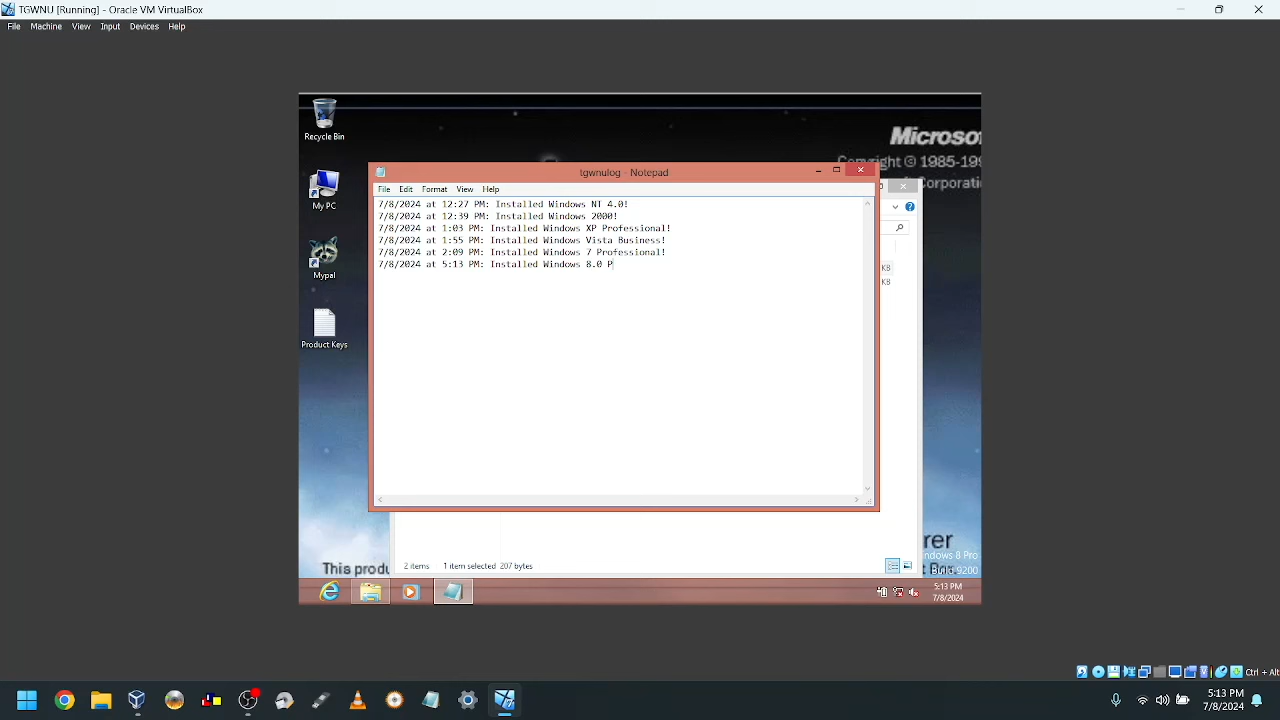 TGWNU [Running] - Oracle VM VirtualBox
File Machine View Input Devices Help
Recycle Bin
My PC
Mypal
Product Keys
Microso
Copyright © 1985-19
Corporation
tgwnulog - Notepad
File Edit Format View Help
7/8/2024 at 12:27 PM: Installed Windows NT 4.0!
7/8/2024 at 12:39 PM: Installed Windows 2000!
7/8/2024 at 1:03 PM: Installed Windows XP Professional!
7/8/2024 at 1:55 PM: Installed Windows Vista Business!
7/8/2024 at 2:09 PM: Installed Windows 7 Professional!
7/8/2024 at 5:13 PM: Installed Windows 8.0 P
KB
KB
2 items 1 item selected 207 bytes
This produ
rer
ndows 8 Pro
Build 9200
5:13 PM
7/8/2024
Ctrl + Alt
5:13 PM
7/8/2024